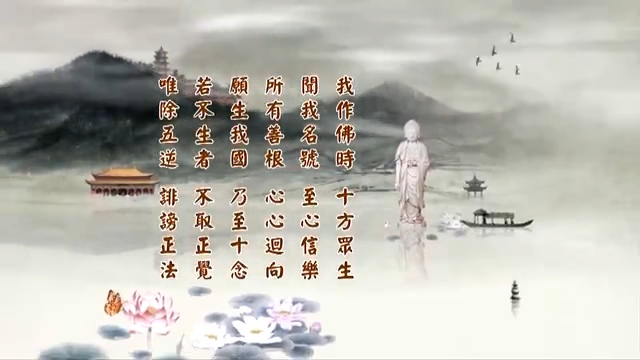 我作佛時 十方眾生
聞我名號 至心信樂
所有善根 心心迴向
願生我國 乃至十念
若不生者 不取正覺
唯除五逆 誹謗正法